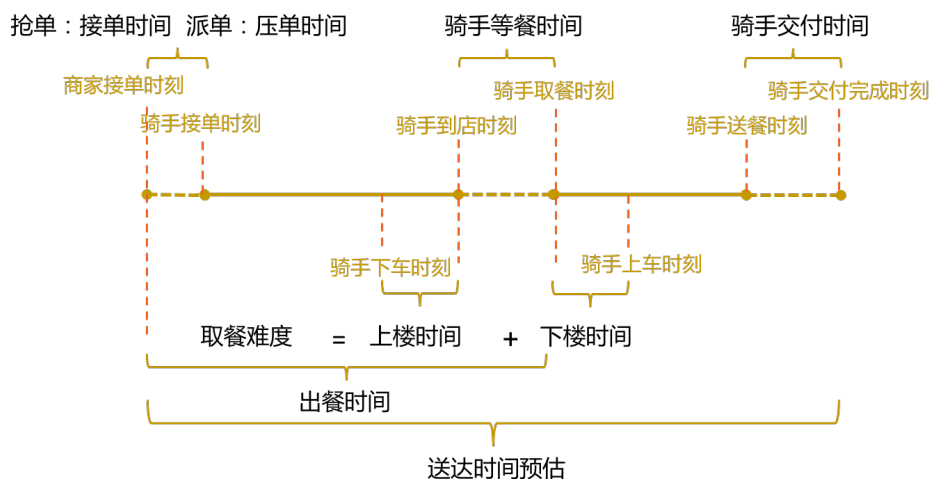 抢单：接单时间 派单：压单时间
骑手等餐时间
骑手交付时间
商家接单时刻
骑手取餐时刻
骑手交付完成时刻
骑手接单时刻
骑手到店时刻
骑手送餐时刻
骑手下车时刻
骑手上车时刻
取餐难度 = 上楼时间 + 下楼时间
出餐时间
送达时间预估